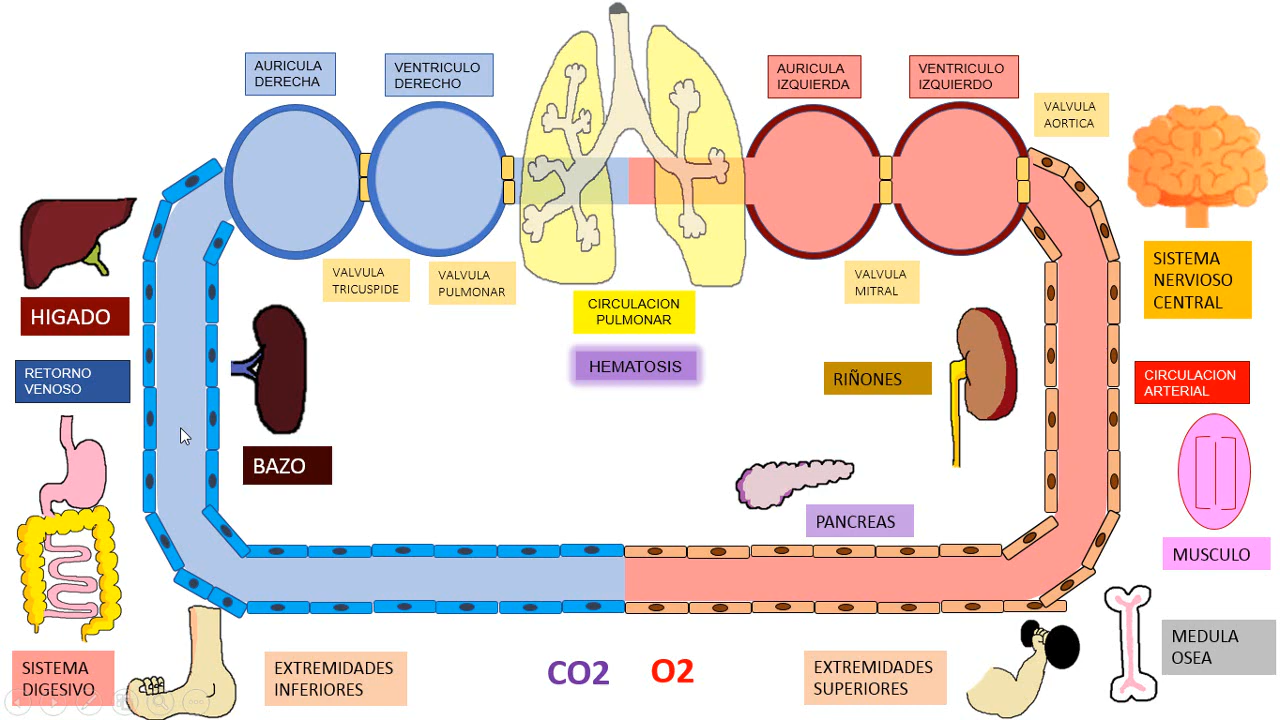 AURICULA
DERECHA
VENTRICULO
DERECHO
AURICULA
IZQUIERDA
VENTRICULO
IZQUIERDO
VALVULA
AORTICA
VALVULA
TRICUSPIDE
VALVULA
PULMONAR
VALVULA
MITRAL
SISTEMA
NERVIOSO
CENTRAL
HIGADO
CIRCULACION
PULMONAR
HEMATOSIS
RETORNO
VENOSO
RIÑONES
CIRCULACION
ARTERIAL
BAZO
PANCREAS
MUSCULO
MEDULA
OSEA
SISTEMA
DIGESIVO
EXTREMIDADES
INFERIORES
CO2
O2
EXTREMIDADES
SUPERIORES